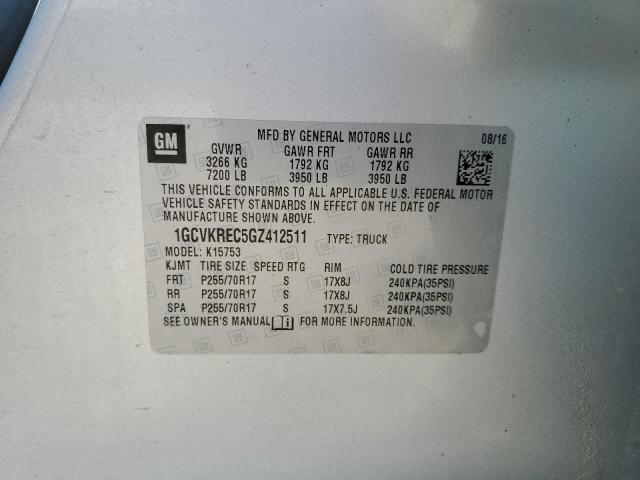 GM
MFD BY GENERAL MOTORS LLC 08/16
GVWR GAWR FRT GAWR RR
3266 KG 1792 KG 1792 KG
7200 LB 3950 LB 3950 LB
THIS VEHICLE CONFORMS TO ALL APPLICABLE U.S. FEDERAL MOTOR
VEHICLE SAFETY STANDARDS IN EFFECT ON THE DATE OF
MANUFACTURE SHOWN ABOVE.
1GCVKREC5GZ412511 TYPE: TRUCK
MODEL: K15753
KJMT TIRE SIZE SPEED RTG RIM COLD TIRE PRESSURE
FRT P255/70R17 S 17X8J 240KPA(35PSI)
RR P255/70R17 S 17X8J 240KPA(35PSI)
SPA P255/70R17 S 17X7.5J 240KPA(35PSI)
SEE OWNER'S MANUAL FOR MORE INFORMATION.